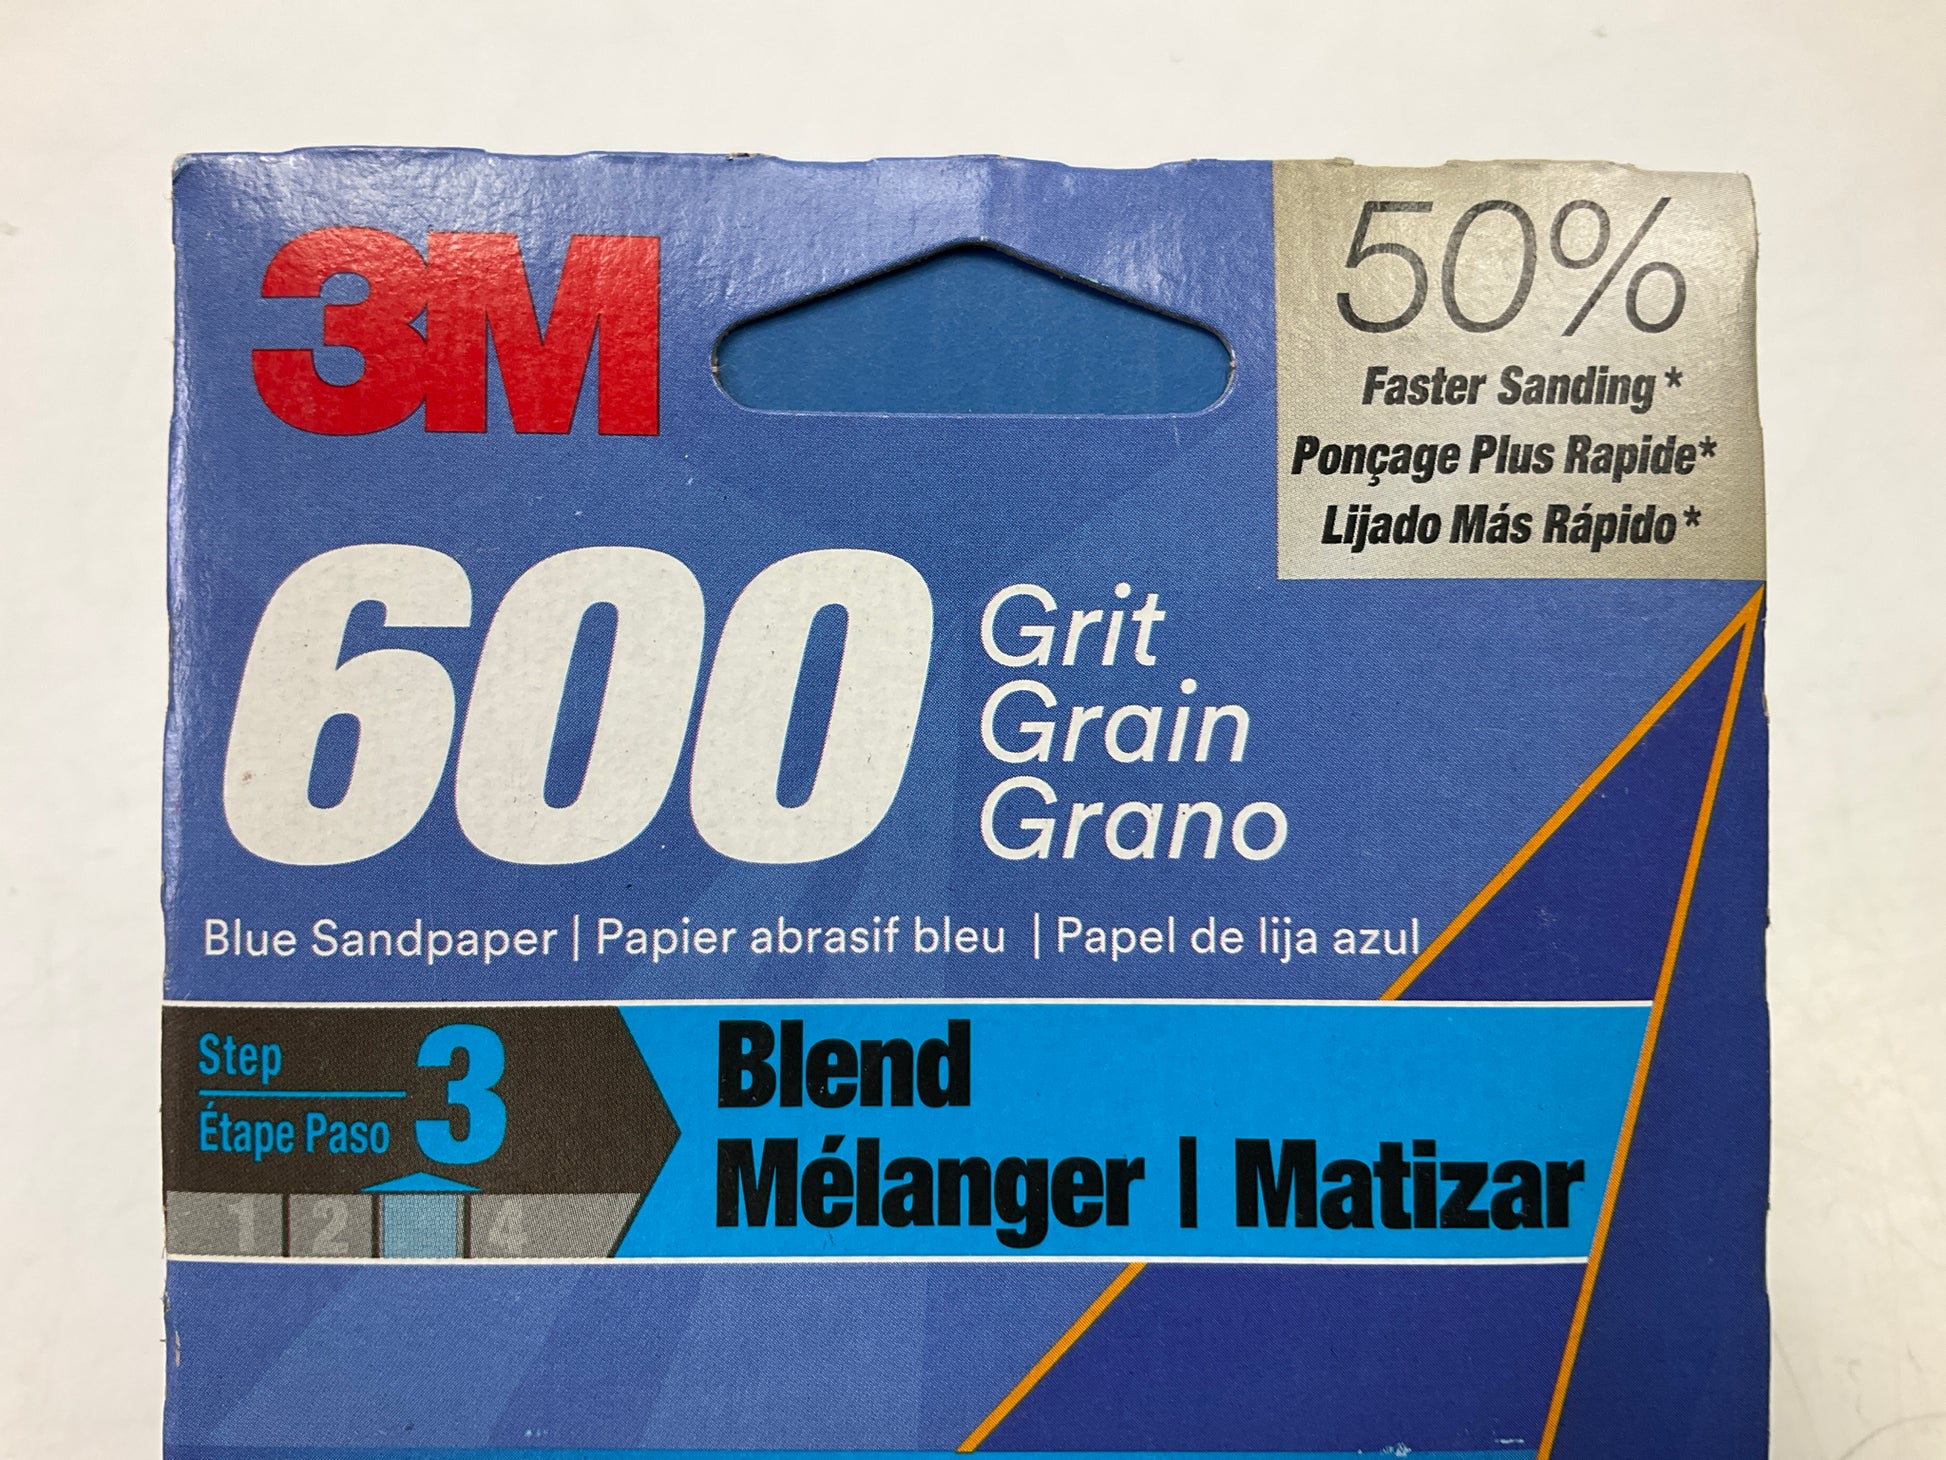 3M
50%
Faster Sanding*
Ponçage Plus Rapide*
Lijado Más Rápido*
600
Grit
Grain
Grano
Blue Sandpaper | Papier abrasif bleu | Papel de lija azul
Step
Étape Paso
3
1 2 4
Blend
Mélanger | Matizar